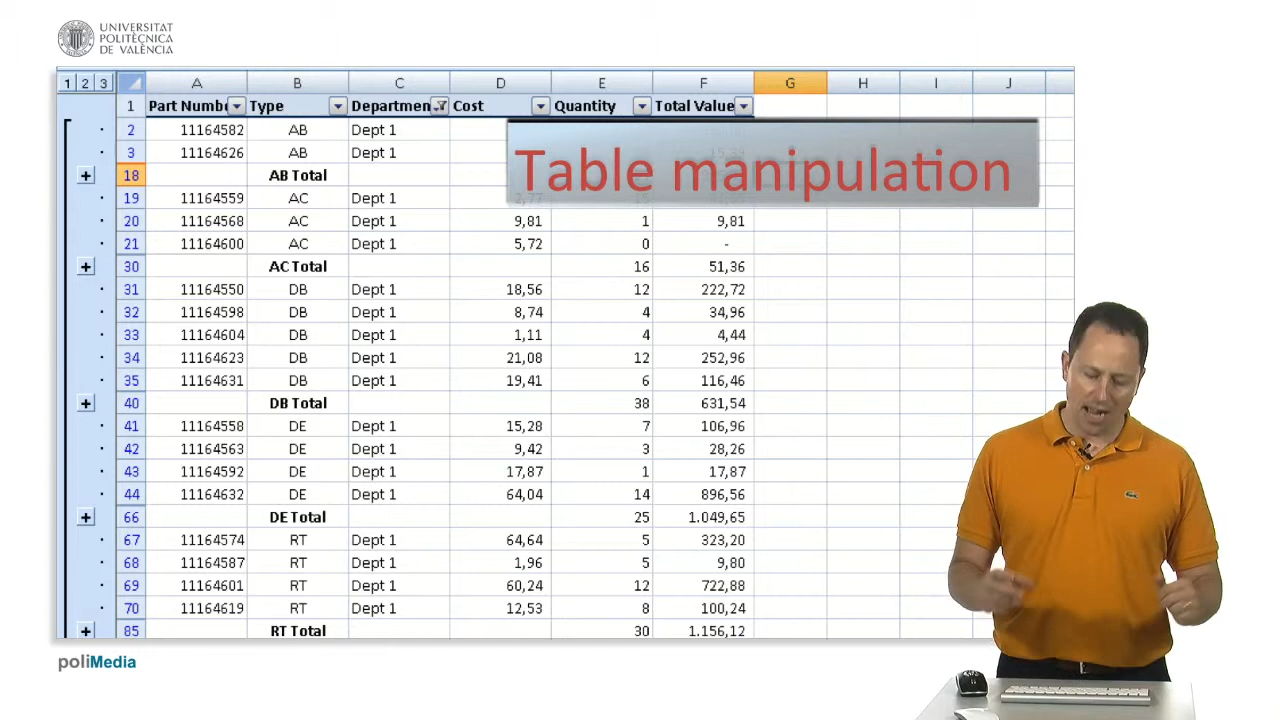 UNIVERSITAT
POLITÈCNICA
DE VALÈNCIA
1 2 3 A B C D E F G H I J
1 Part Numb Type Departmen Cost Quantity Total Value
2 11164582 AB Dept 1
3 11164626 AB Dept 1
Table manipulation
18 AB Total
19 11164559 AC Dept 1
20 11164568 AC Dept 1 9,81 1 9,81
21 11164600 AC Dept 1 5,72 0 -
30 AC Total 16 51,36
31 11164550 DB Dept 1 18,56 12 222,72
32 11164598 DB Dept 1 8,74 4 34,96
33 11164604 DB Dept 1 1,11 4 4,44
34 11164623 DB Dept 1 21,08 12 252,96
35 11164631 DB Dept 1 19,41 6 116,46
40 DB Total 38 631,54
41 11164558 DE Dept 1 15,28 7 106,96
42 11164563 DE Dept 1 9,42 3 28,26
43 11164592 DE Dept 1 17,87 1 17,87
44 11164632 DE Dept 1 64,04 14 896,56
66 DE Total 25 1.049,65
67 11164574 RT Dept 1 64,64 5 323,20
68 11164587 RT Dept 1 1,96 5 9,80
69 11164601 RT Dept 1 60,24 12 722,88
70 11164619 RT Dept 1 12,53 8 100,24
85 RT Total 30 1.156,12
poliMedia